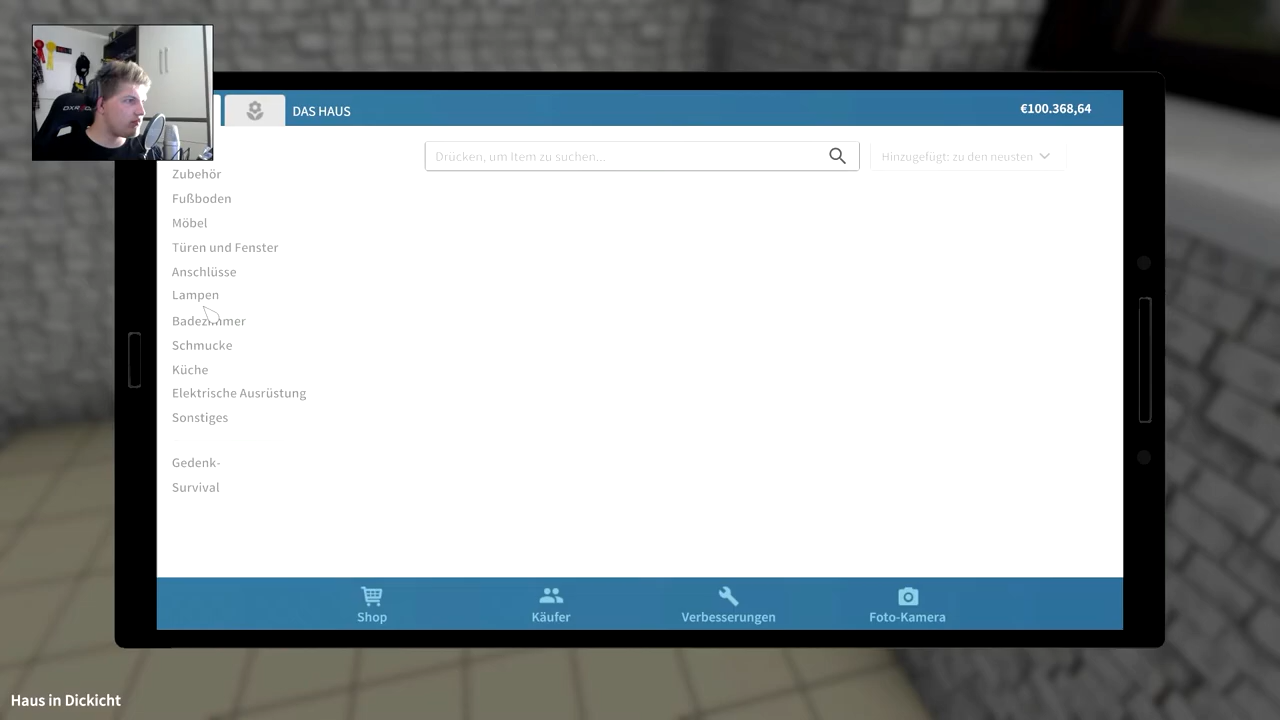 DAS HAUS
€100.368,64
Drücken, um Item zu suchen...
Hinzugefügt: zu den neusten
Zubehör
Fußboden
Möbel
Türen und Fenster
Anschlüsse
Lampen
Badezimmer
Schmucke
Küche
Elektrische Ausrüstung
Sonstiges
Gedenk-
Survival
Shop
Käufer
Verbesserungen
Foto-Kamera
Haus in Dickicht